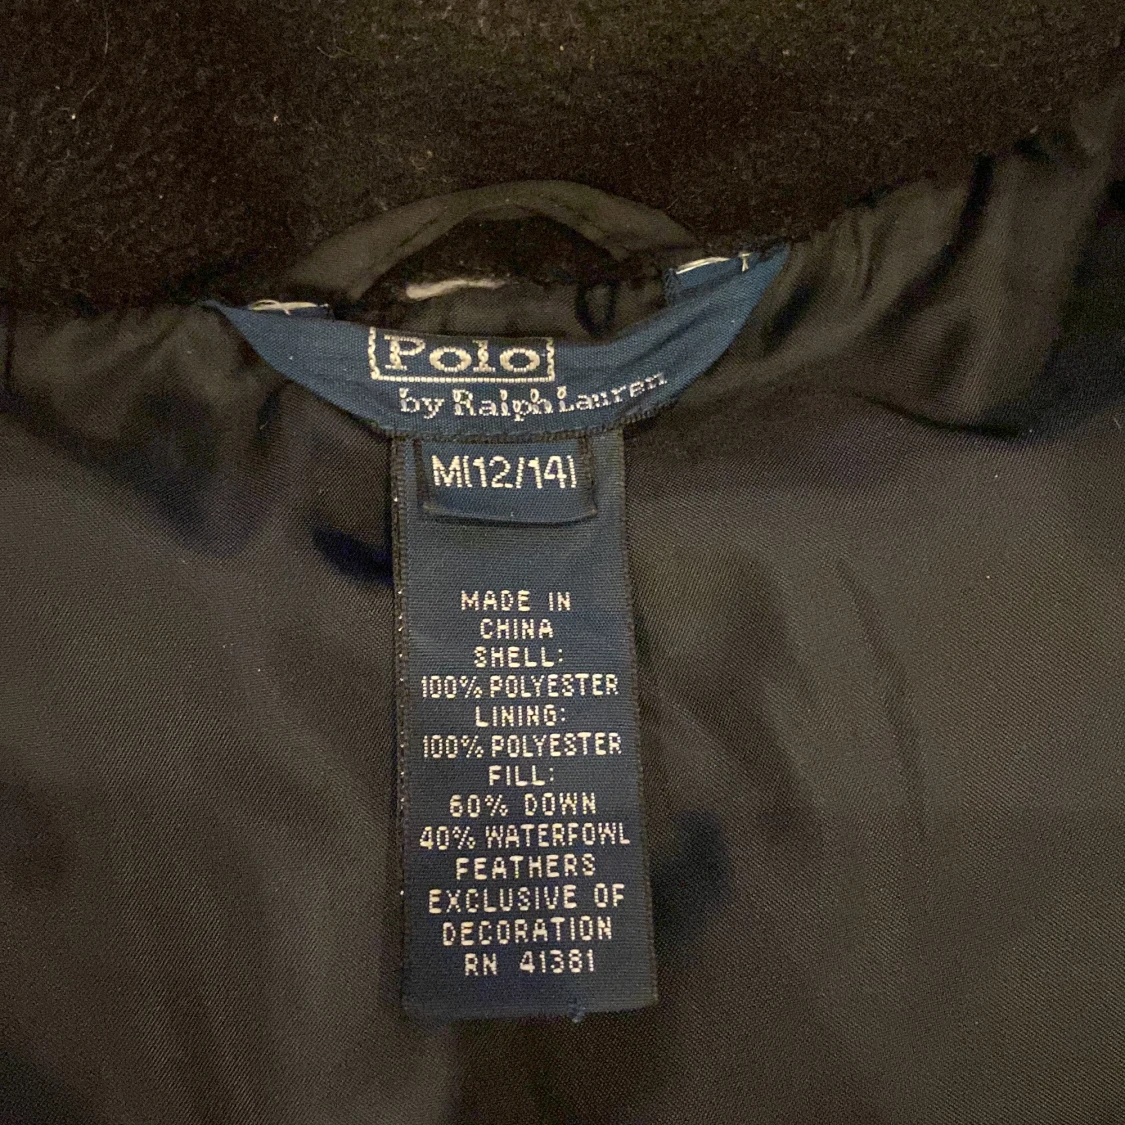 Polo
by Ralph Lauren
M(12/14)
MADE IN
CHINA
SHELL:
100% POLYESTER
LINING:
100% POLYESTER
FILL:
60% DOWN
40% WATERFOWL
FEATHERS
EXCLUSIVE OF
DECORATION
RN 41381